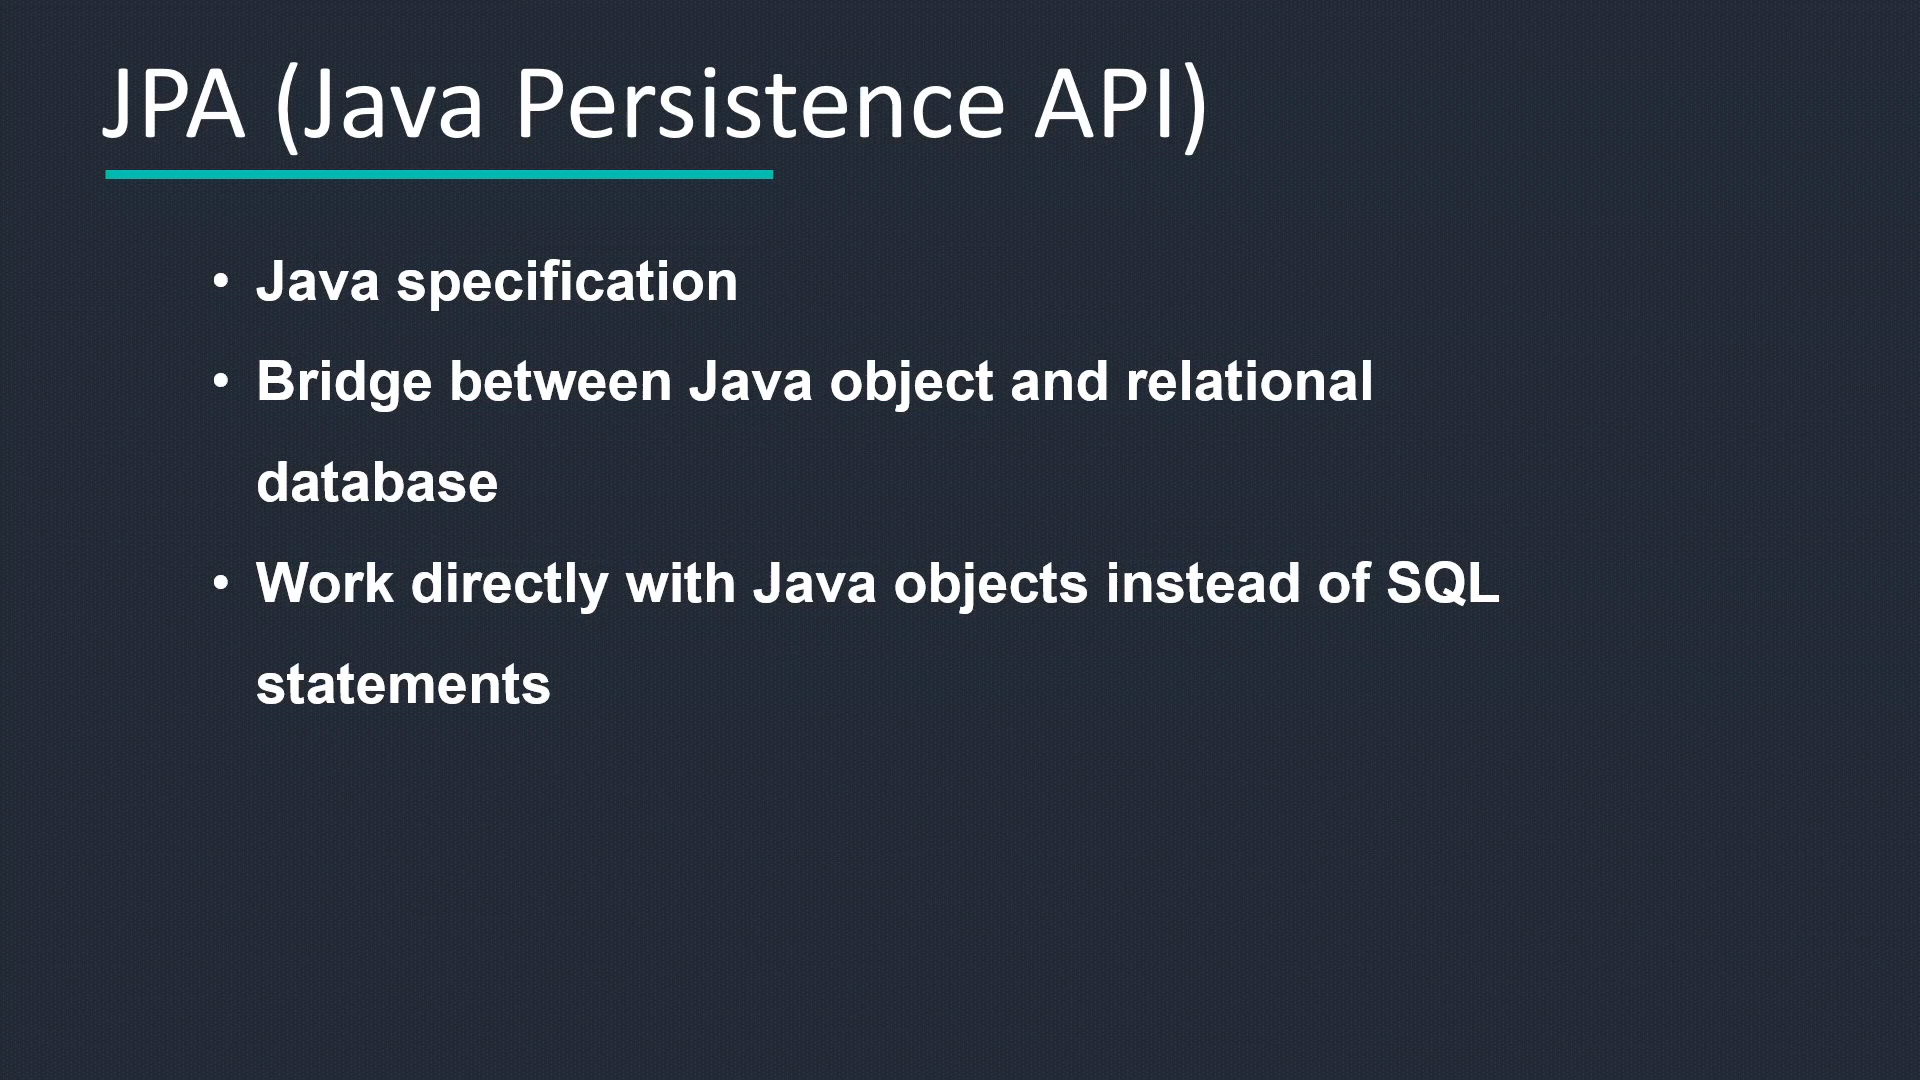 JPA (Java Persistence API)
• Java specification
• Bridge between Java object and relational
database
• Work directly with Java objects instead of SQL
statements